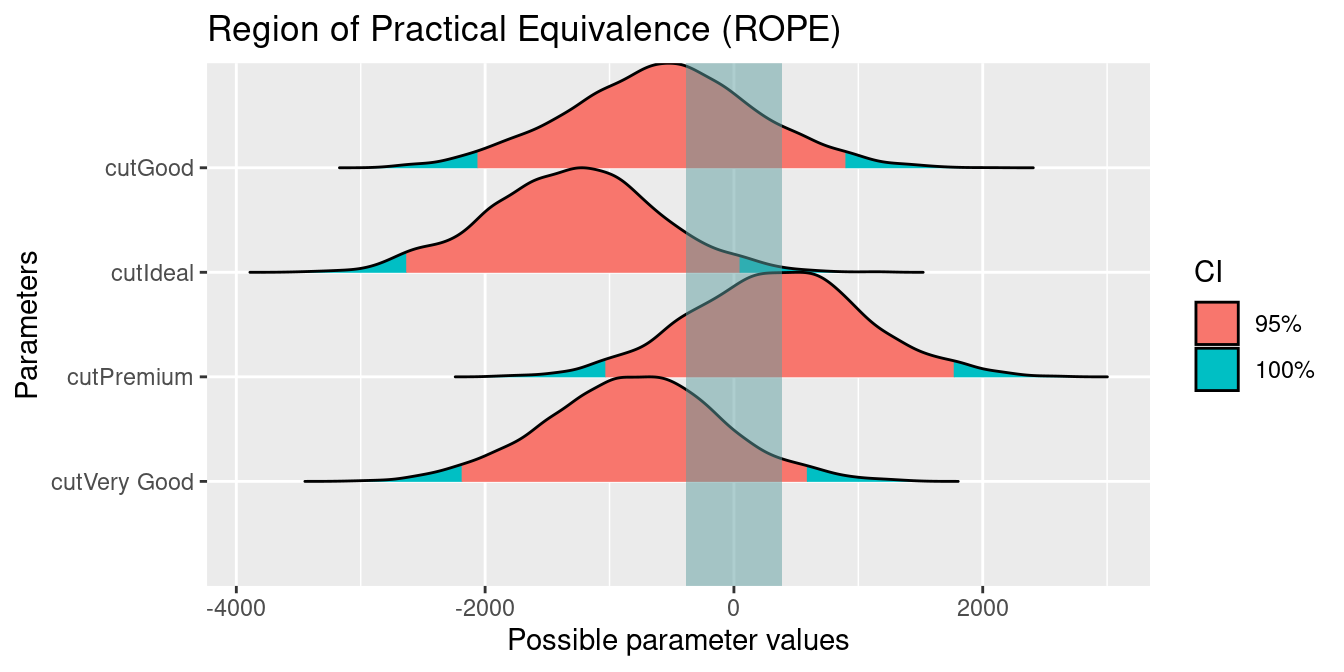 Region of Practical Equivalence (ROPE)
Parameters
cutGood
cutIdeal
cutPremium
cutVery Good
-4000 -2000 0 2000
Possible parameter values
CI
95%
100%